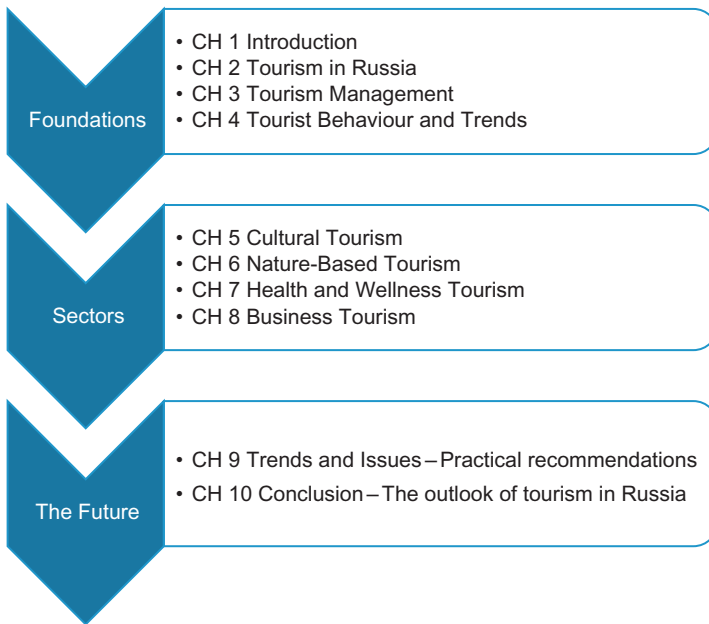 Foundations
• CH 1 Introduction
• CH 2 Tourism in Russia
• CH 3 Tourism Management
• CH 4 Tourist Behaviour and Trends
Sectors
• CH 5 Cultural Tourism
• CH 6 Nature-Based Tourism
• CH 7 Health and Wellness Tourism
• CH 8 Business Tourism
The Future
• CH 9 Trends and Issues – Practical recommendations
• CH 10 Conclusion – The outlook of tourism in Russia